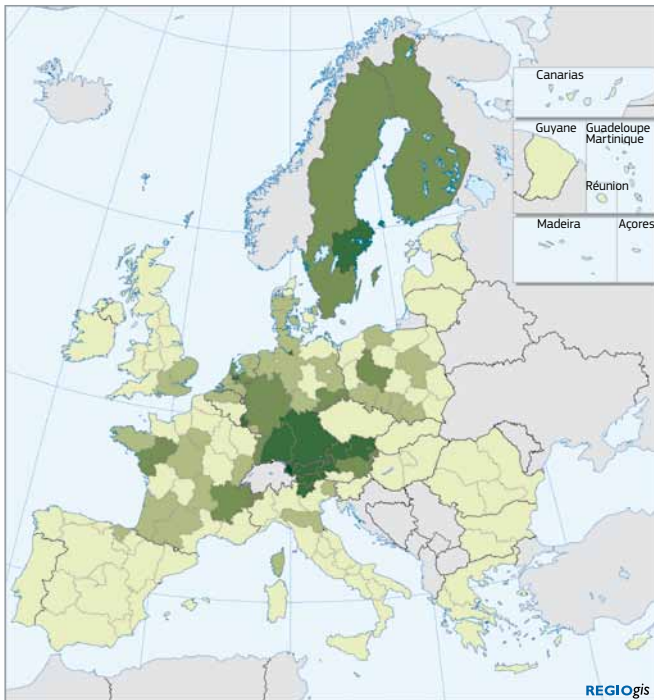 Canarias
Guyane
Guadeloupe
Martinique
Réunion
Madeira
Açores
REGIOgis